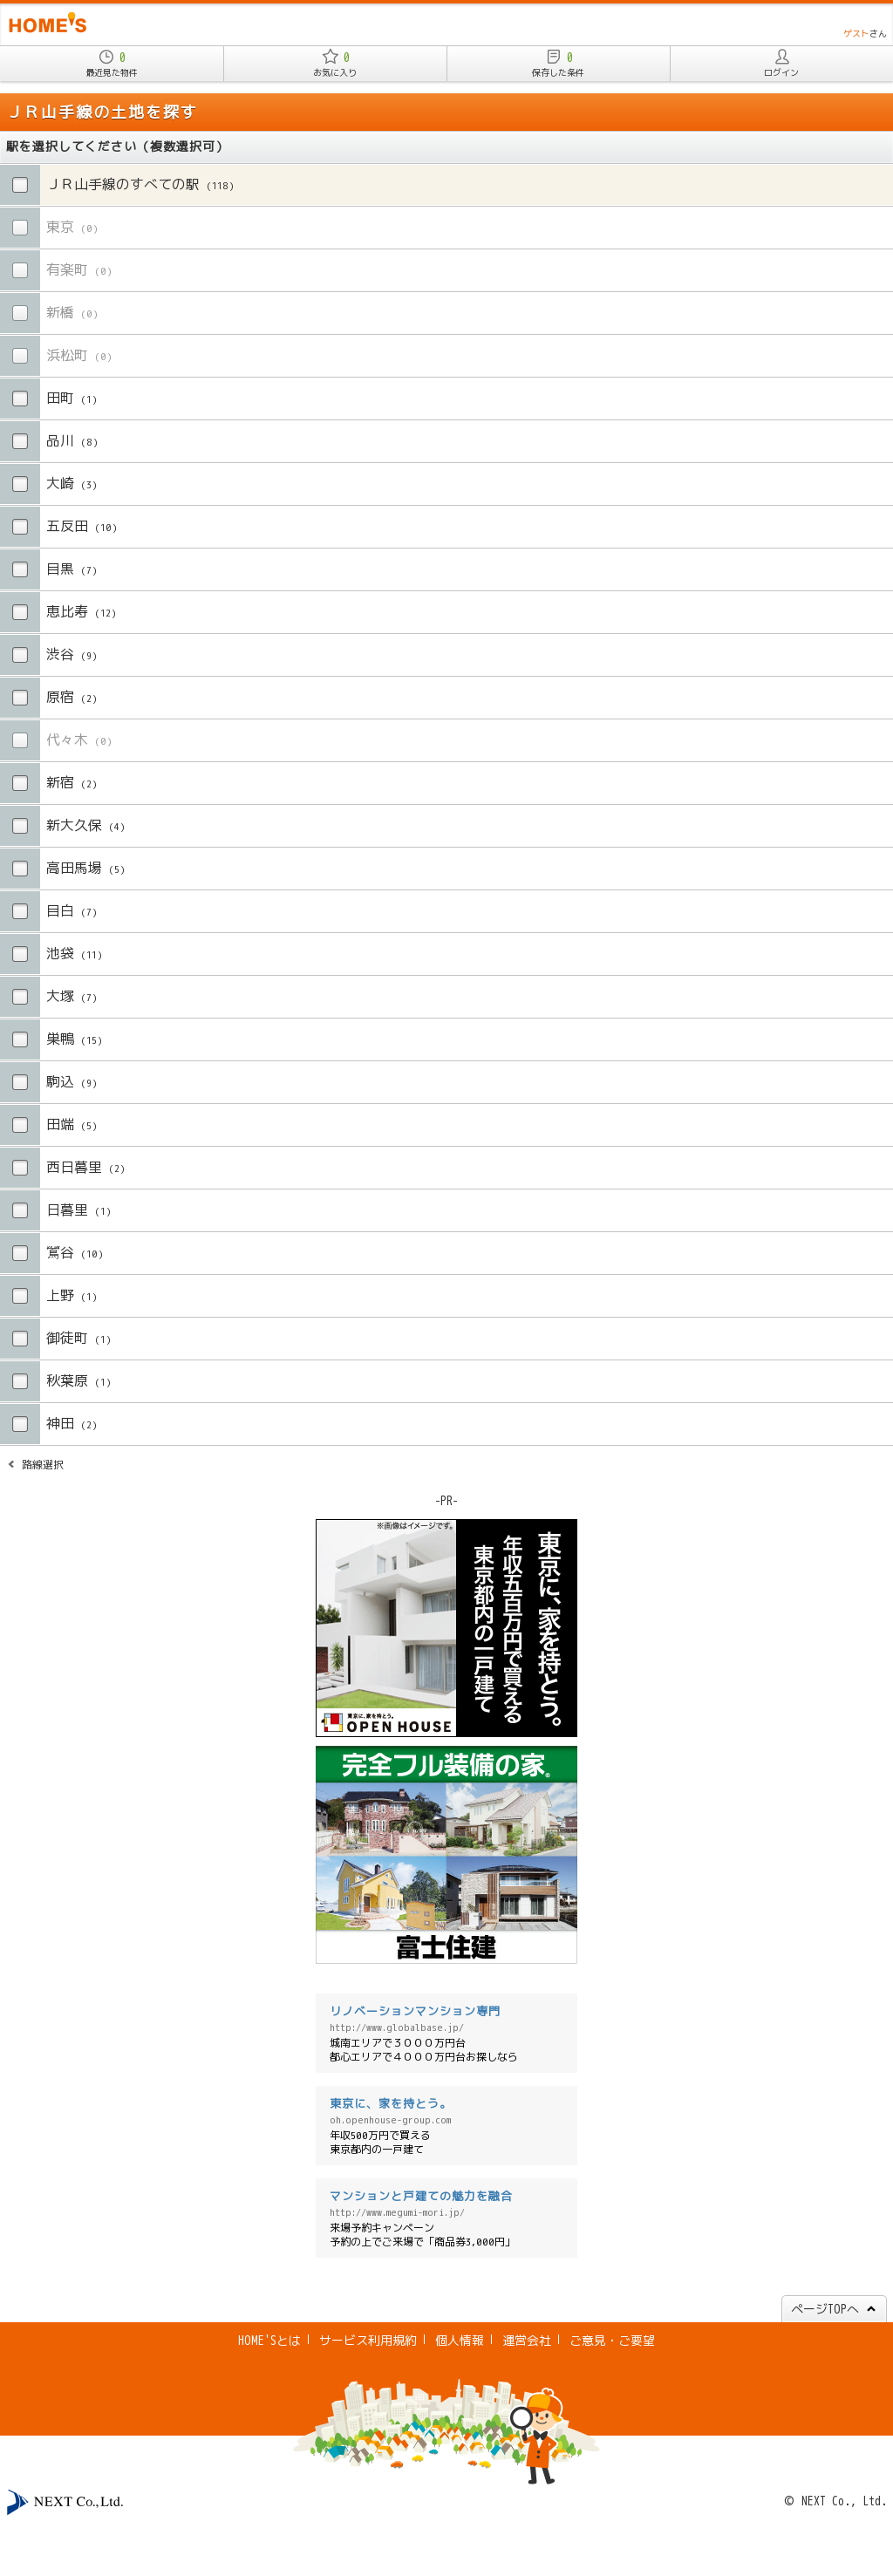 HOME'S
ゲストさん
0
最近見た物件
0
お気に入り
0
保存した条件
ログイン
ＪＲ山手線の土地を探す
駅を選択してください（複数選択可）
ＪＲ山手線のすべての駅 (118)
東京 (0)
有楽町 (0)
新橋 (0)
浜松町 (0)
田町 (1)
品川 (8)
大崎 (3)
五反田 (10)
目黒 (7)
恵比寿 (12)
渋谷 (9)
原宿 (2)
代々木 (0)
新宿 (2)
新大久保 (4)
高田馬場 (5)
目白 (7)
池袋 (11)
大塚 (7)
巣鴨 (15)
駒込 (9)
田端 (5)
西日暮里 (2)
日暮里 (1)
鶯谷 (10)
上野 (1)
御徒町 (1)
秋葉原 (1)
神田 (2)
路線選択
-PR-
※画像はイメージです。
東京に、家を持とう。
年収五百万円で買える
東京都内の一戸建て
東京に、家を持とう。
OPEN HOUSE
完全フル装備の家®
富士住建
リノベーションマンション専門
http://www.globalbase.jp/
城南エリアで３０００万円台
都心エリアで４０００万円台お探しなら
東京に、家を持とう。
oh.openhouse-group.com
年収500万円で買える
東京都内の一戸建て
マンションと戸建ての魅力を融合
http://www.megumi-mori.jp/
来場予約キャンペーン
予約の上でご来場で「商品券3,000円」
ページTOPへ
HOME'Sとは | サービス利用規約 | 個人情報 | 運営会社 | ご意見・ご要望
NEXT Co.,Ltd.
© NEXT Co., Ltd.